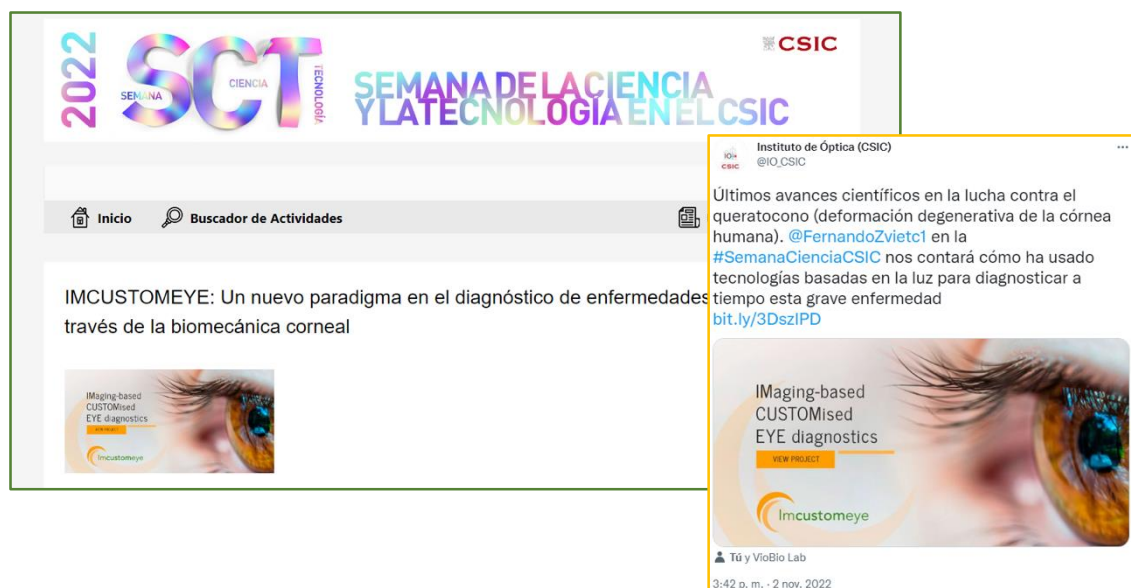 2022
SCT
SEMANA
CIENCIA
TECNOLOGÍA
SEMANA DE LA CIENCIA
Y LA TECNOLOGÍA EN EL CSIC
CSIC
Inicio
Buscador de Actividades
IMCUSTOMEYE: Un nuevo paradigma en el diagnóstico de enfermedades
través de la biomecánica corneal
IMaging-based
CUSTOMised
EYE diagnostics
VIEW PROJECT
Imcustomeye
IO
CSIC
Instituto de Óptica (CSIC)
@IO_CSIC
Últimos avances científicos en la lucha contra el
queratocono (deformación degenerativa de la córnea
humana). @FernandoZvietc1 en la
#SemanaCienciaCSIC nos contará cómo ha usado
tecnologías basadas en la luz para diagnosticar a
tiempo esta grave enfermedad
bit.ly/3DszIPD
IMaging-based
CUSTOMised
EYE diagnostics
VIEW PROJECT
Imcustomeye
Tú y VioBio Lab
3:42 p. m. · 2 nov. 2022